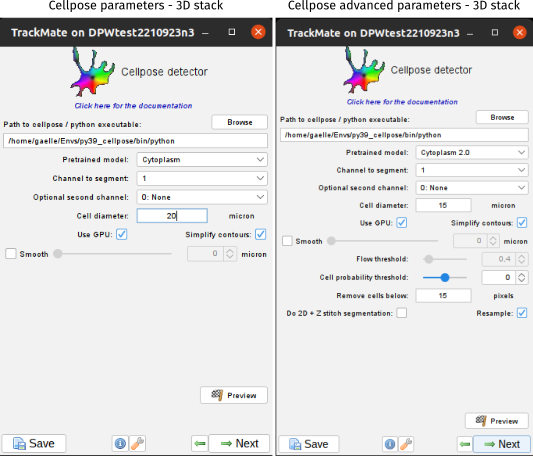 Cellpose parameters - 3D stack
TrackMate on DPWtest2210923n3
Cellpose detector
Click here for the documentation
Path to cellpose / python executable:
Browse
/home/gaelle/Envs/py39_cellpose/bin/python
Pretrained model: Cytoplasm
Channel to segment: 1
Optional second channel: 0: None
Cell diameter: 20 micron
Use GPU: Simplify contours:
Smooth 0 micron
Preview
Save Next
Cellpose advanced parameters - 3D stack
TrackMate on DPWtest2210923n3
Cellpose detector
Click here for the documentation
Path to cellpose / python executable:
Browse
/home/gaelle/Envs/py39_cellpose/bin/python
Pretrained model: Cytoplasm 2.0
Channel to segment: 1
Optional second channel: 0: None
Cell diameter: 15 micron
Use GPU: Simplify contours:
Smooth 0 micron
Flow threshold: 0.4
Cell probability threshold: 0
Remove cells below: 15 pixels
Do 2D + Z stitch segmentation: Resample:
Preview
Save Next